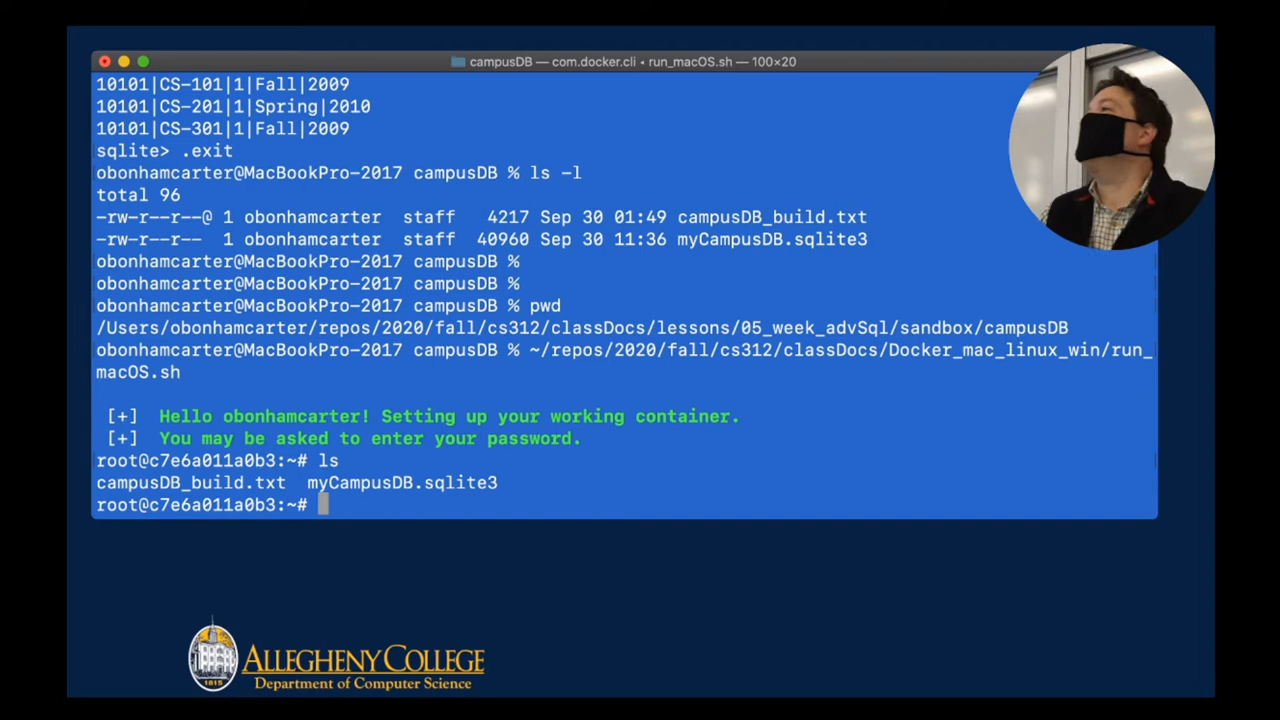 campusDB — com.docker.cli • run_macOS.sh — 100×20
10101|CS-101|1|Fall|2009
10101|CS-201|1|Spring|2010
10101|CS-301|1|Fall|2009
sqlite> .exit
obonhamcarter@MacBookPro-2017 campusDB % ls -l
total 96
-rw-r--r--@ 1 obonhamcarter  staff   4217 Sep 30 01:49 campusDB_build.txt
-rw-r--r--  1 obonhamcarter  staff  40960 Sep 30 11:36 myCampusDB.sqlite3
obonhamcarter@MacBookPro-2017 campusDB %
obonhamcarter@MacBookPro-2017 campusDB %
obonhamcarter@MacBookPro-2017 campusDB % pwd
/Users/obonhamcarter/repos/2020/fall/cs312/classDocs/lessons/05_week_advSql/sandbox/campusDB
obonhamcarter@MacBookPro-2017 campusDB % ~/repos/2020/fall/cs312/classDocs/Docker_mac_linux_win/run_
macOS.sh
[+]  Hello obonhamcarter! Setting up your working container.
[+]  You may be asked to enter your password.
root@c7e6a011a0b3:~# ls
campusDB_build.txt  myCampusDB.sqlite3
root@c7e6a011a0b3:~#
1815
ALLEGHENY COLLEGE
Department of Computer Science